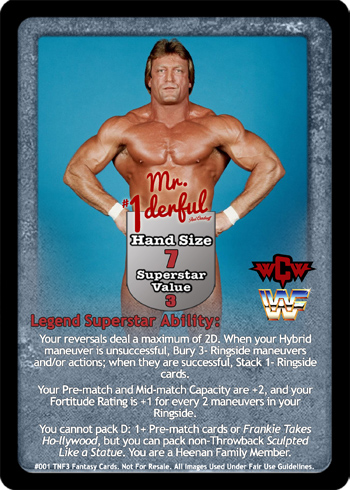 Mr.
#1derful
Hand Size
7
Superstar
Value
3
WCW
WF
Legend Superstar Ability:
Your reversals deal a maximum of 2D. When your Hybrid
maneuver is unsuccessful, Bury 3- Ringside maneuvers
and/or actions; when they are successful, Stack 1- Ringside
cards.
Your Pre-match and Mid-match Capacity are +2, and your
Fortitude Rating is +1 for every 2 maneuvers in your
Ringside.
You cannot pack D: 1+ Pre-match cards or Frankie Takes
Ho-llywood, but you can pack non-Throwback Sculpted
Like a Statue. You are a Heenan Family Member.
#001 TNF3 Fantasy Cards. Not For Resale. All Images Used Under Fair Use Guidelines.